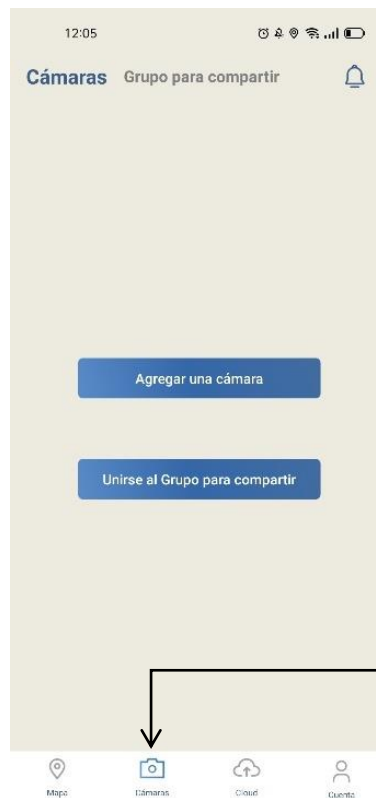 12:05
Cámaras Grupo para compartir
Agregar una cámara
Unirse al Grupo para compartir
Mapa Cámaras Cloud Cuenta